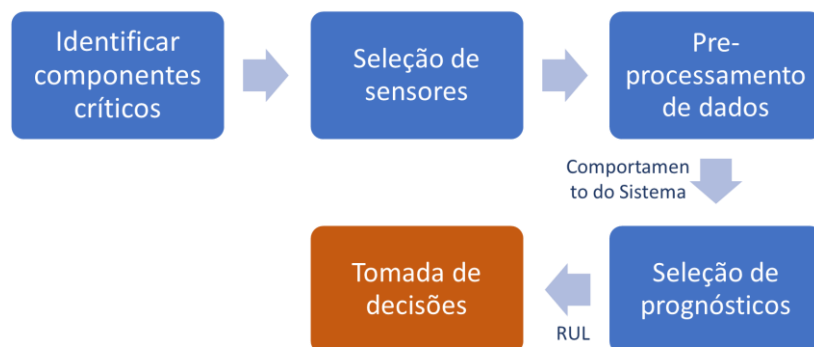 Identificar
componentes
críticos
Seleção de
sensores
Pre-
processamento
de dados
Comportamen
to do Sistema
Seleção de
prognósticos
RUL
Tomada de
decisões